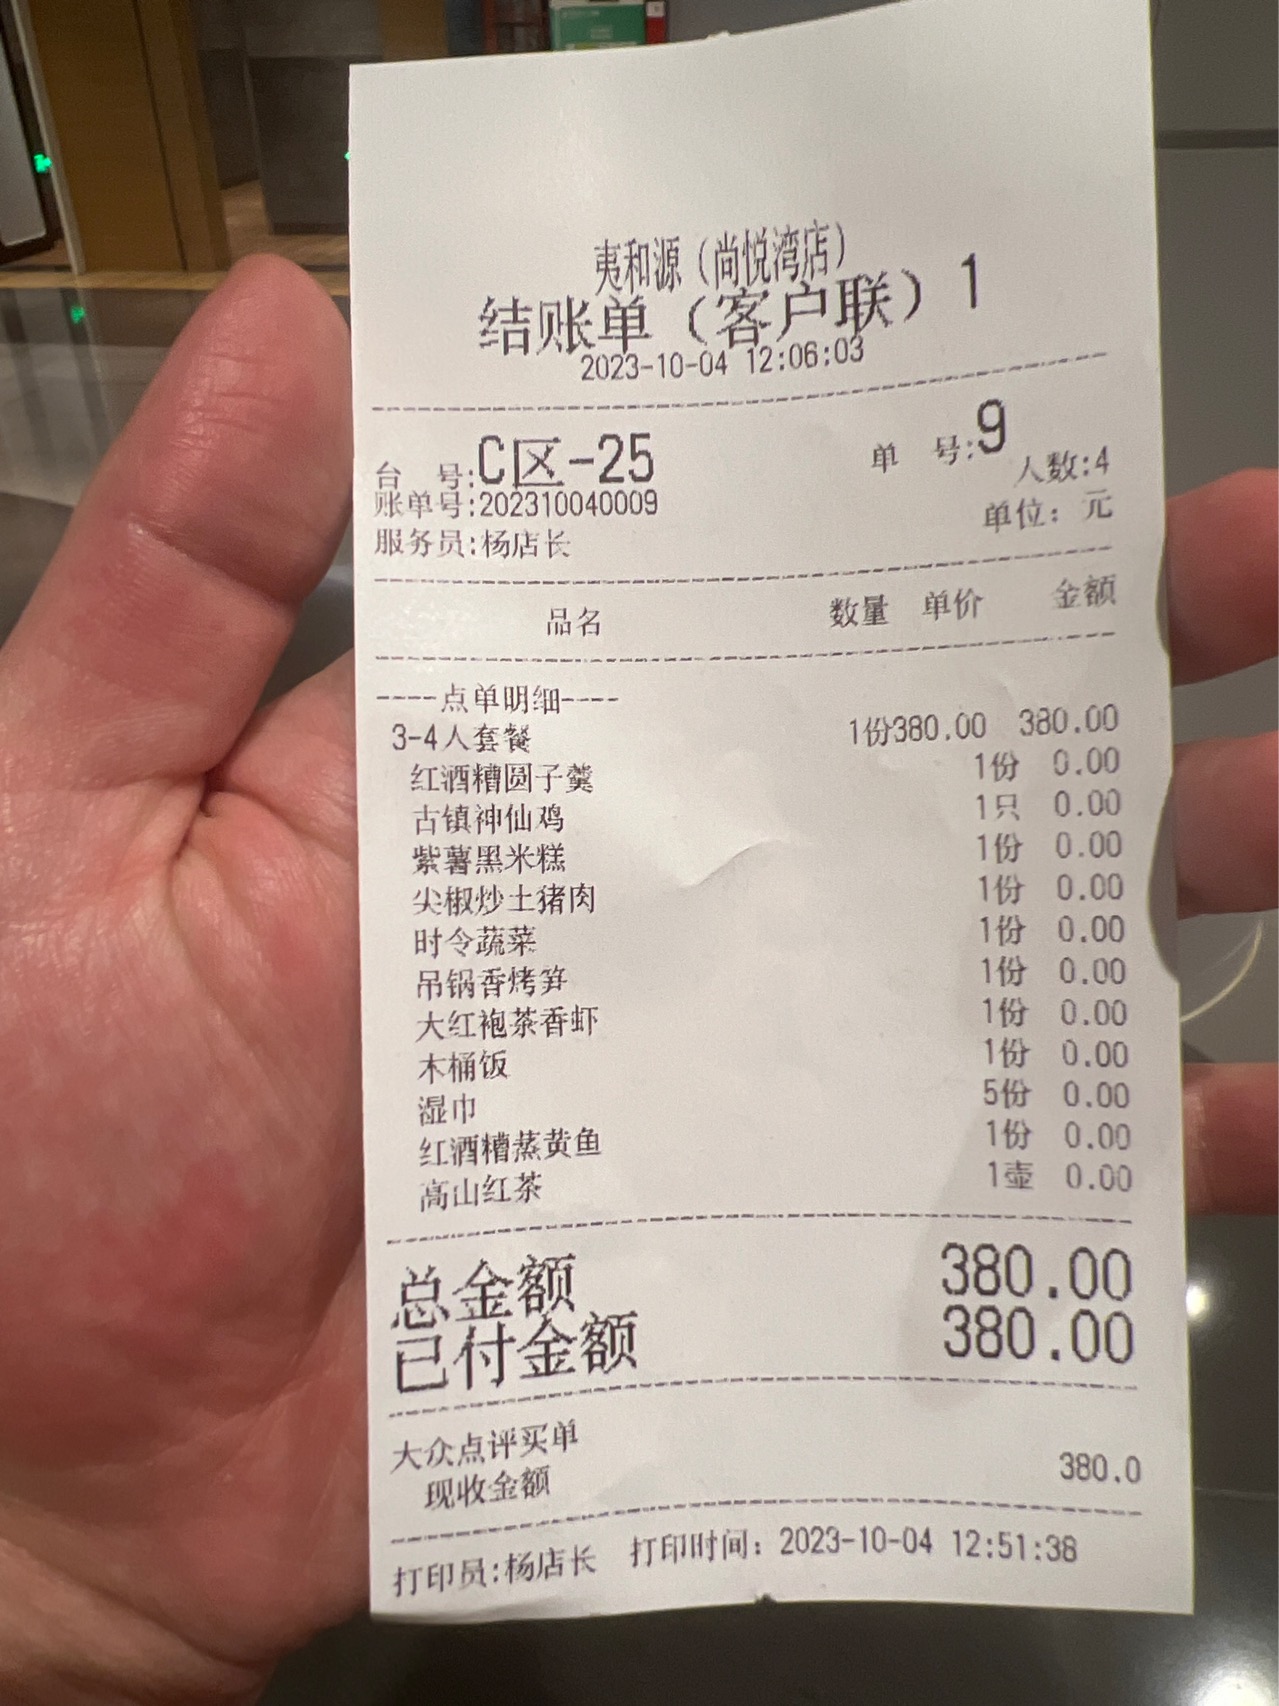 夷和源（尚悦湾店）
结账单（客户联）1
2023-10-04 12:06:03
台 号:C区-25 单 号:9
账单号:202310040009 人数:4
服务员:杨店长 单位：元
品名 数量 单价 金额
----点单明细----
3-4人套餐 1份380.00 380.00
红酒糟圆子羹 1份 0.00
古镇神仙鸡 1只 0.00
紫薯黑米糕 1份 0.00
尖椒炒土猪肉 1份 0.00
时令蔬菜 1份 0.00
吊锅香烤笋 1份 0.00
大红袍茶香虾 1份 0.00
木桶饭 1份 0.00
湿巾 5份 0.00
红酒糟蒸黄鱼 1份 0.00
高山红茶 1壶 0.00
总金额 380.00
已付金额 380.00
大众点评买单
现收金额 380.0
打印员:杨店长 打印时间：2023-10-04 12:51:38